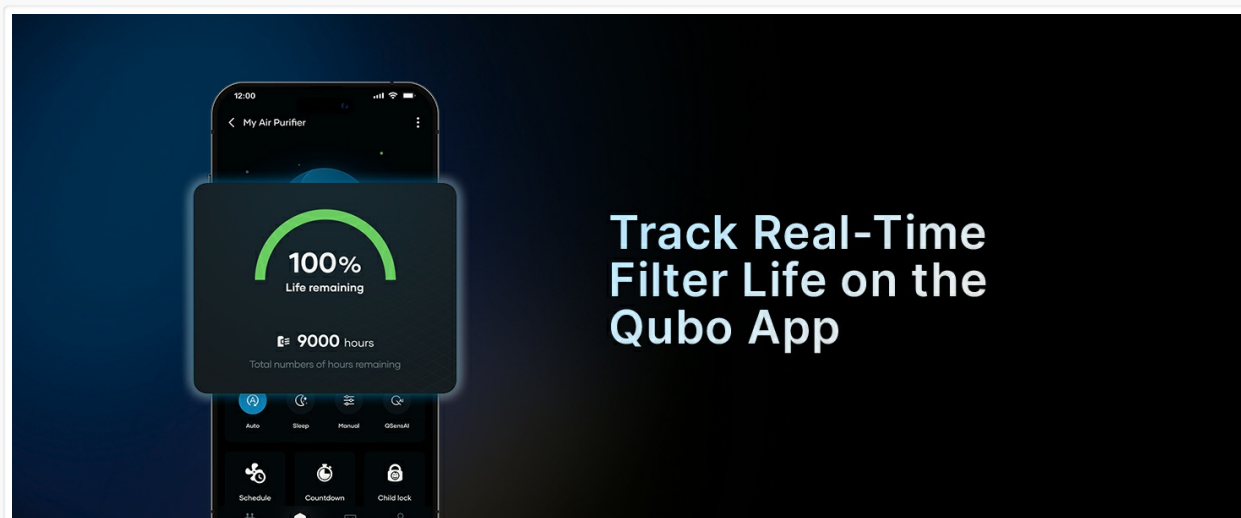 12:00
My Air Purifier
100%
Life remaining
9000 hours
Total numbers of hours remaining
Auto
Sleep
Manual
QSensAI
Schedule
Countdown
Child lock
Track Real-Time
Filter Life on the
Qubo App